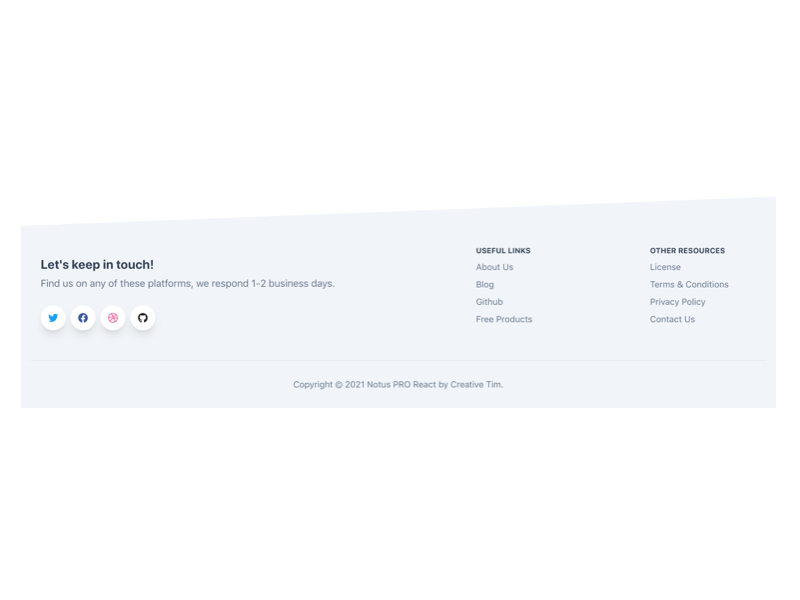 Let's keep in touch!
Find us on any of these platforms, we respond 1-2 business days.
USEFUL LINKS
About Us
Blog
Github
Free Products
OTHER RESOURCES
License
Terms & Conditions
Privacy Policy
Contact Us
Copyright © 2021 Notus PRO React by Creative Tim.